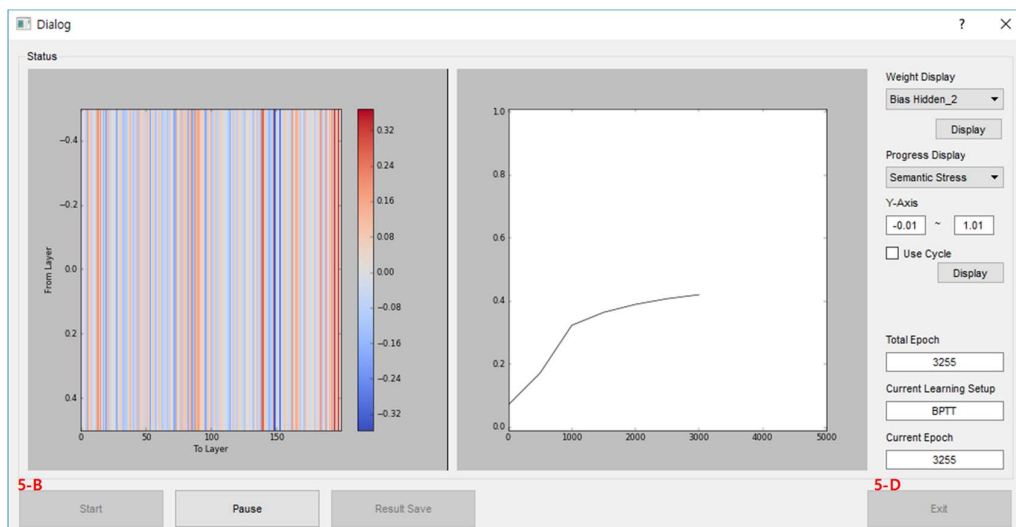 Dialog
?
Status
−0.4
−0.2
0.0
0.2
0.4
From Layer
0
50
100
150
To Layer
0.32
0.24
0.16
0.08
0.00
−0.08
−0.16
−0.24
−0.32
1.0
0.8
0.6
0.4
0.2
0.0
0
1000
2000
3000
4000
5000
Weight Display
Bias Hidden_2
Display
Progress Display
Semantic Stress
Y-Axis
-0.01 ~ 1.01
Use Cycle
Display
Total Epoch
3255
Current Learning Setup
BPTT
Current Epoch
3255
5-B
Start
Pause
Result Save
5-D
Exit